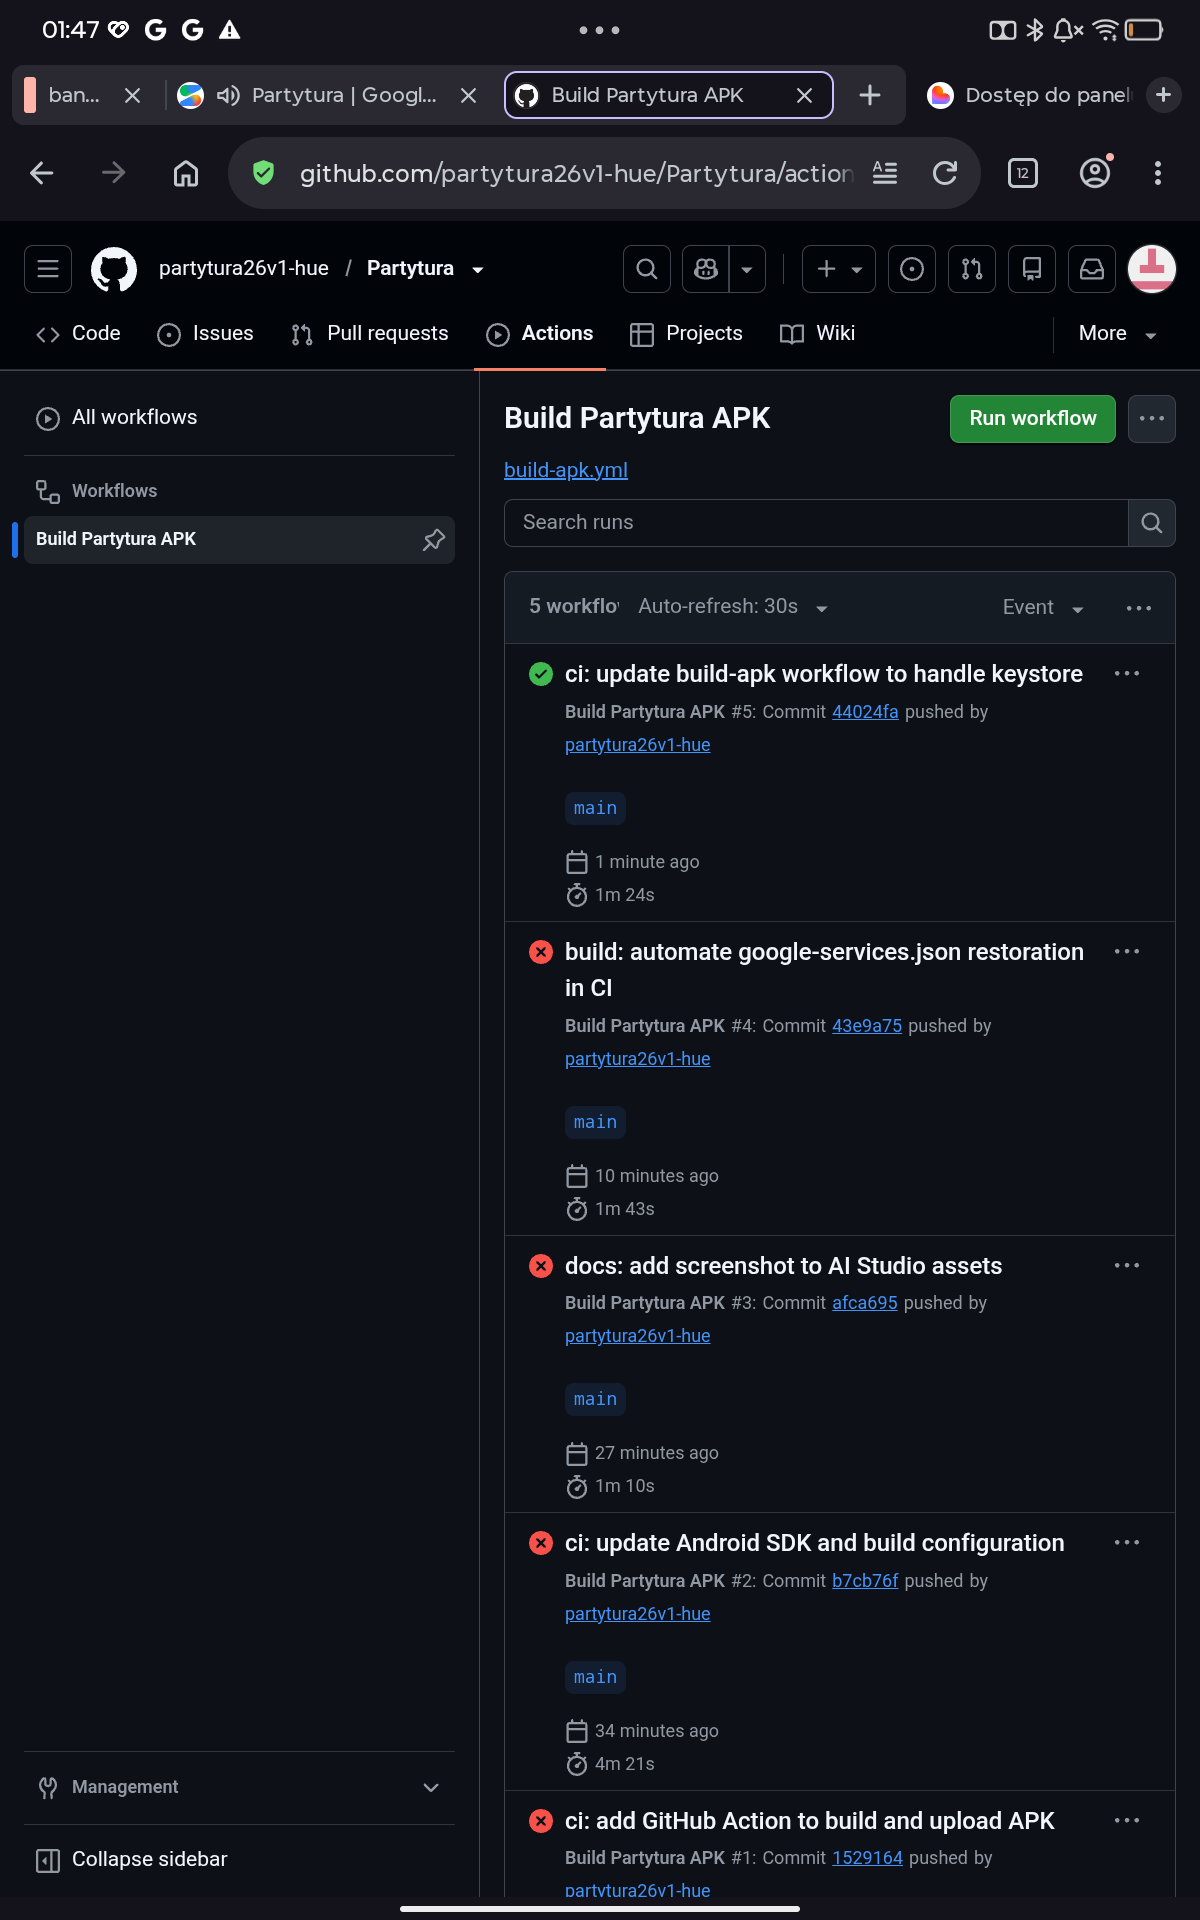 01:47
12
ban...
Partytura | Googl...
Build Partytura APK
Dostęp do panel
github.com/partytura26v1-hue/Partytura/action
partytura26v1-hue / Partytura
Code
Issues
Pull requests
Actions
Projects
Wiki
More
All workflows
Workflows
Build Partytura APK
Management
Collapse sidebar
Build Partytura APK
Run workflow
build-apk.yml
Search runs
5 workflo
Auto-refresh: 30s
Event
ci: update build-apk workflow to handle keystore
Build Partytura APK #5: Commit 44024fa pushed by
partytura26v1-hue
main
1 minute ago
1m 24s
build: automate google-services.json restoration
in CI
Build Partytura APK #4: Commit 43e9a75 pushed by
partytura26v1-hue
main
10 minutes ago
1m 43s
docs: add screenshot to AI Studio assets
Build Partytura APK #3: Commit afca695 pushed by
partytura26v1-hue
main
27 minutes ago
1m 10s
ci: update Android SDK and build configuration
Build Partytura APK #2: Commit b7cb76f pushed by
partytura26v1-hue
main
34 minutes ago
4m 21s
ci: add GitHub Action to build and upload APK
Build Partytura APK #1: Commit 1529164 pushed by
partytura26v1-hue